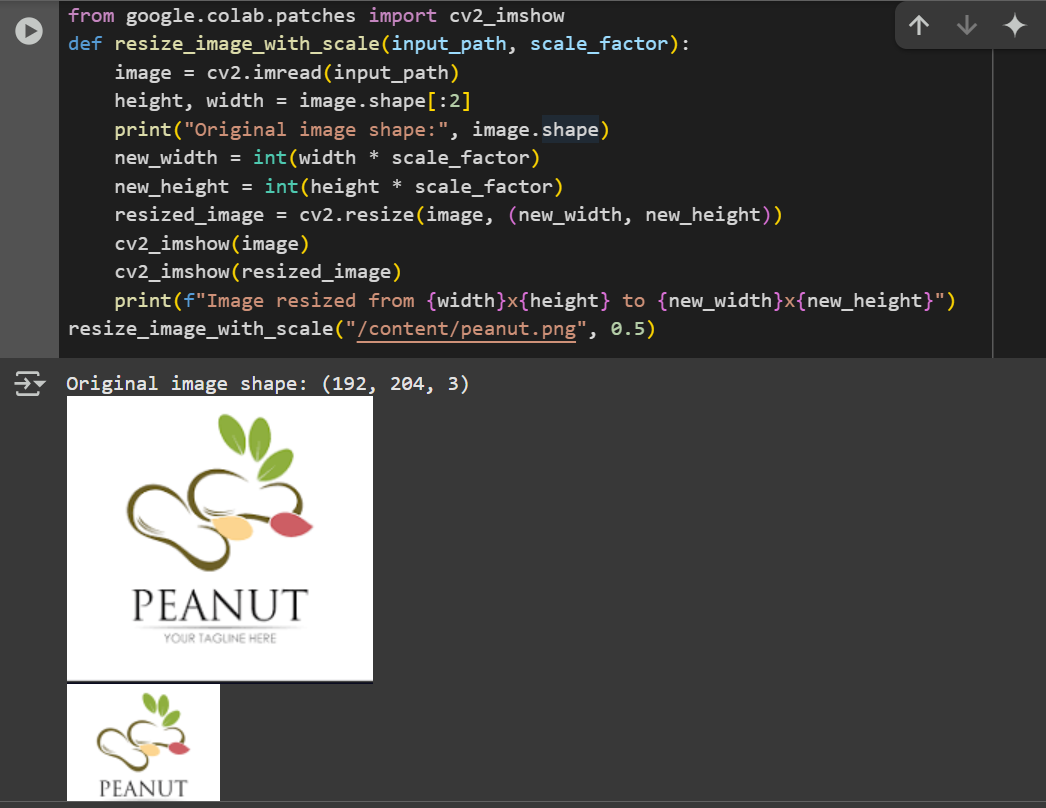 from google.colab.patches import cv2_imshow
def resize_image_with_scale(input_path, scale_factor):
    image = cv2.imread(input_path)
    height, width = image.shape[:2]
    print("Original image shape:", image.shape)
    new_width = int(width * scale_factor)
    new_height = int(height * scale_factor)
    resized_image = cv2.resize(image, (new_width, new_height))
    cv2_imshow(image)
    cv2_imshow(resized_image)
    print(f"Image resized from {width}x{height} to {new_width}x{new_height}")
resize_image_with_scale("/content/peanut.png", 0.5)
Original image shape: (192, 204, 3)
PEANUT
YOUR TAGLINE HERE
PEANUT